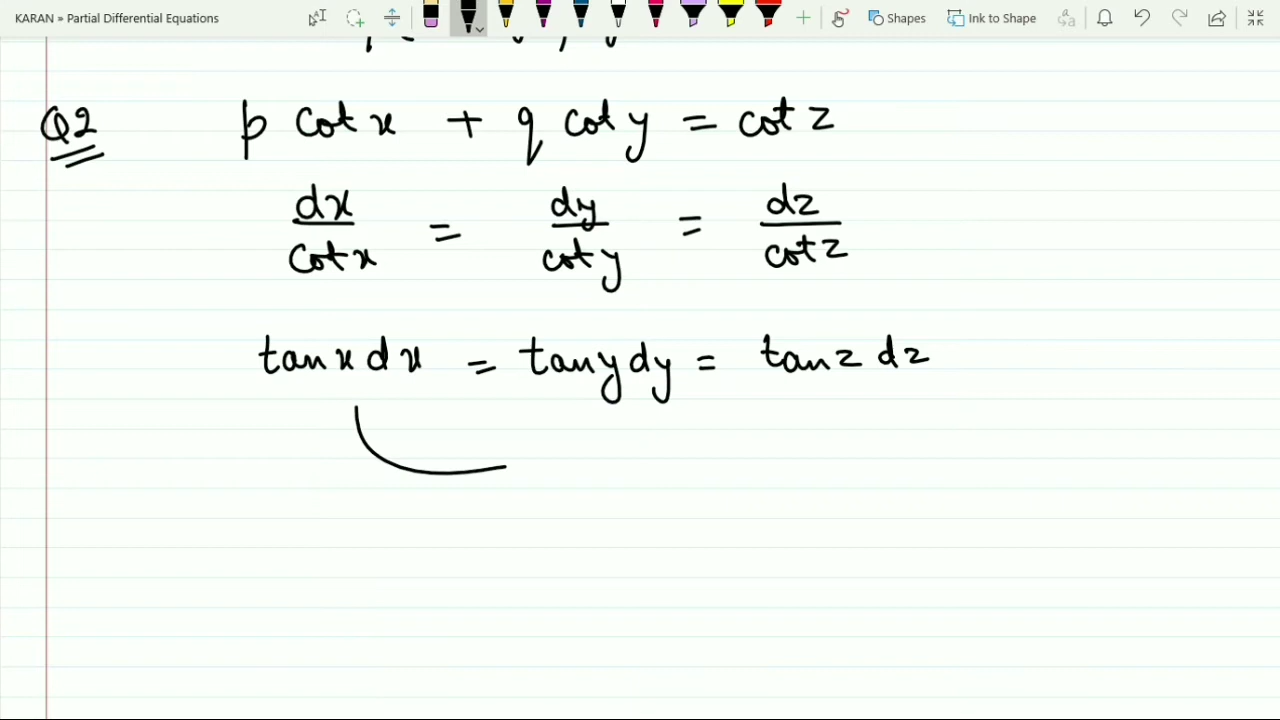 KARAN » Partial Differential Equations Shapes Ink to Shape
Q2 p cot x + q cot y = cot z
dx/cot x = dy/cot y = dz/cot z
tan x dx = tan y dy = tan z dz